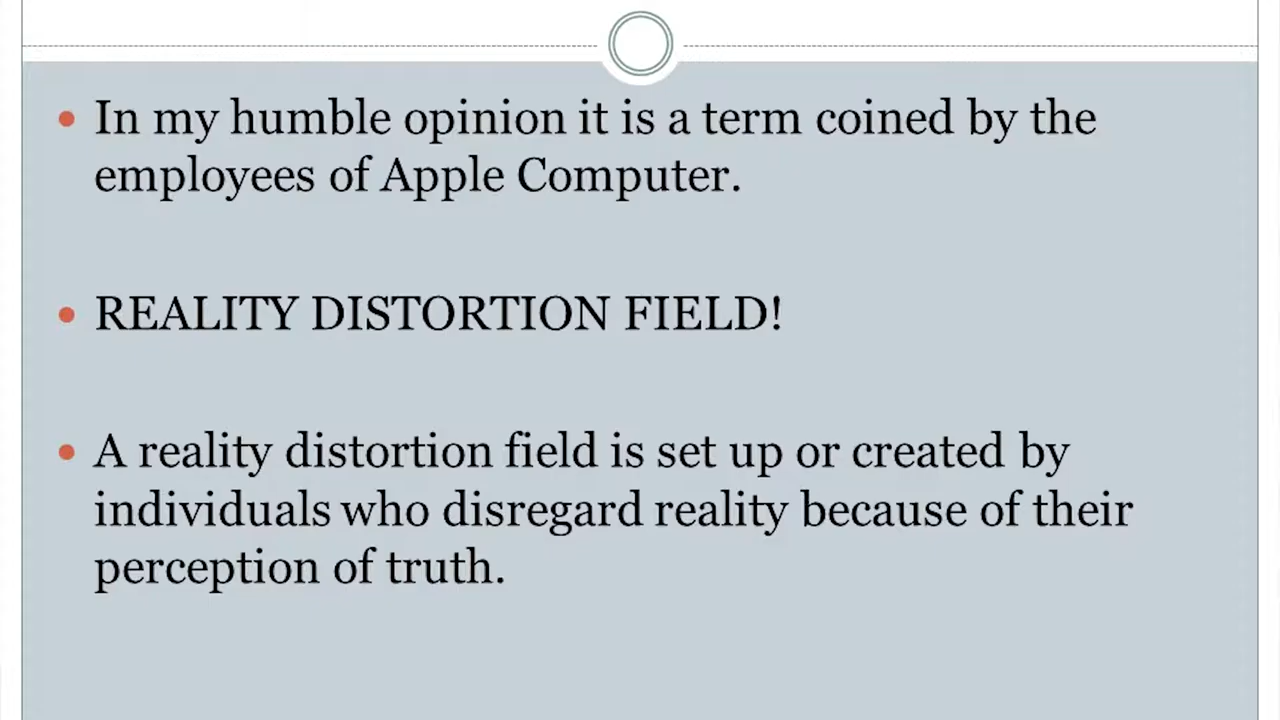 In my humble opinion it is a term coined by the
employees of Apple Computer.
REALITY DISTORTION FIELD!
A reality distortion field is set up or created by
individuals who disregard reality because of their
perception of truth.